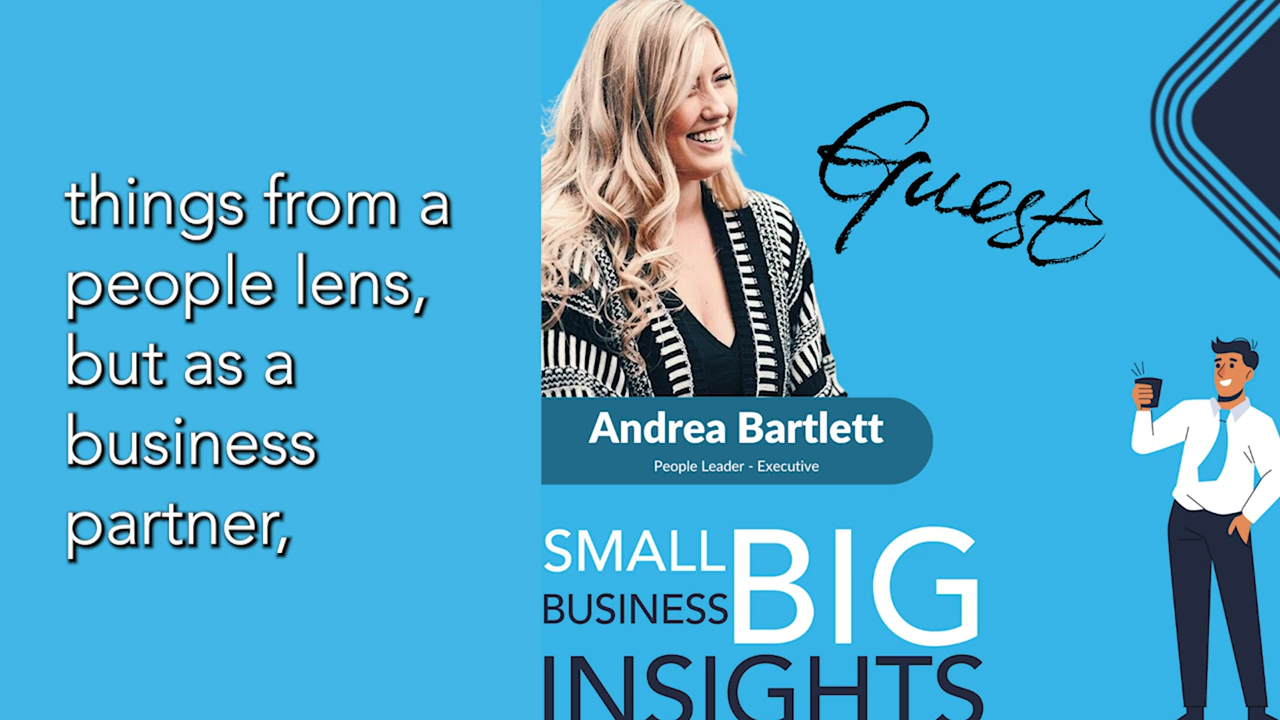 things from a
people lens,
but as a
business
partner,
Guest
Andrea Bartlett
People Leader - Executive
SMALL
BUSINESS
BIG
INSIGHTS